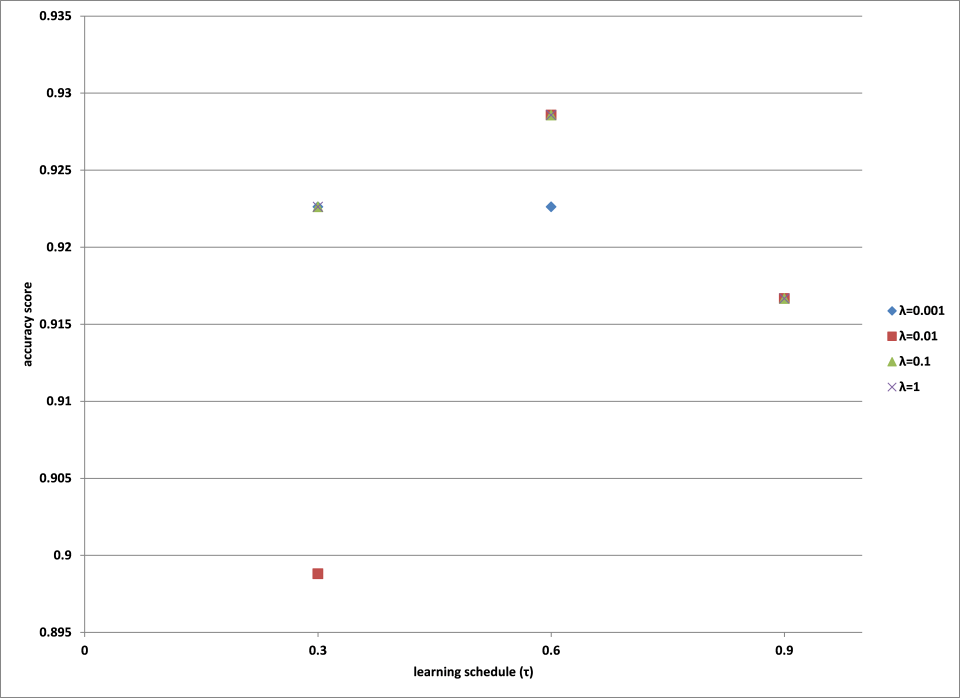 0.935
0.93
0.925
0.92
0.915
0.91
0.905
0.9
0.895
accuracy score
0
0.3
0.6
0.9
learning schedule (τ)
λ=0.001
λ=0.01
λ=0.1
λ=1